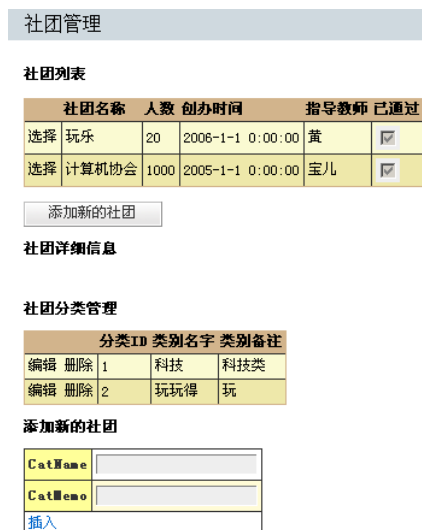 社团管理
社团列表
社团名称 人数 创办时间 指导教师 已通过
选择 玩乐 20 2006-1-1 0:00:00 黄
选择 计算机协会 1000 2005-1-1 0:00:00 宝儿
添加新的社团
社团详细信息
社团分类管理
分类ID 类别名字 类别备注
编辑 删除 1 科技 科技类
编辑 删除 2 玩玩得 玩
添加新的社团
CatName
CatMemo
插入